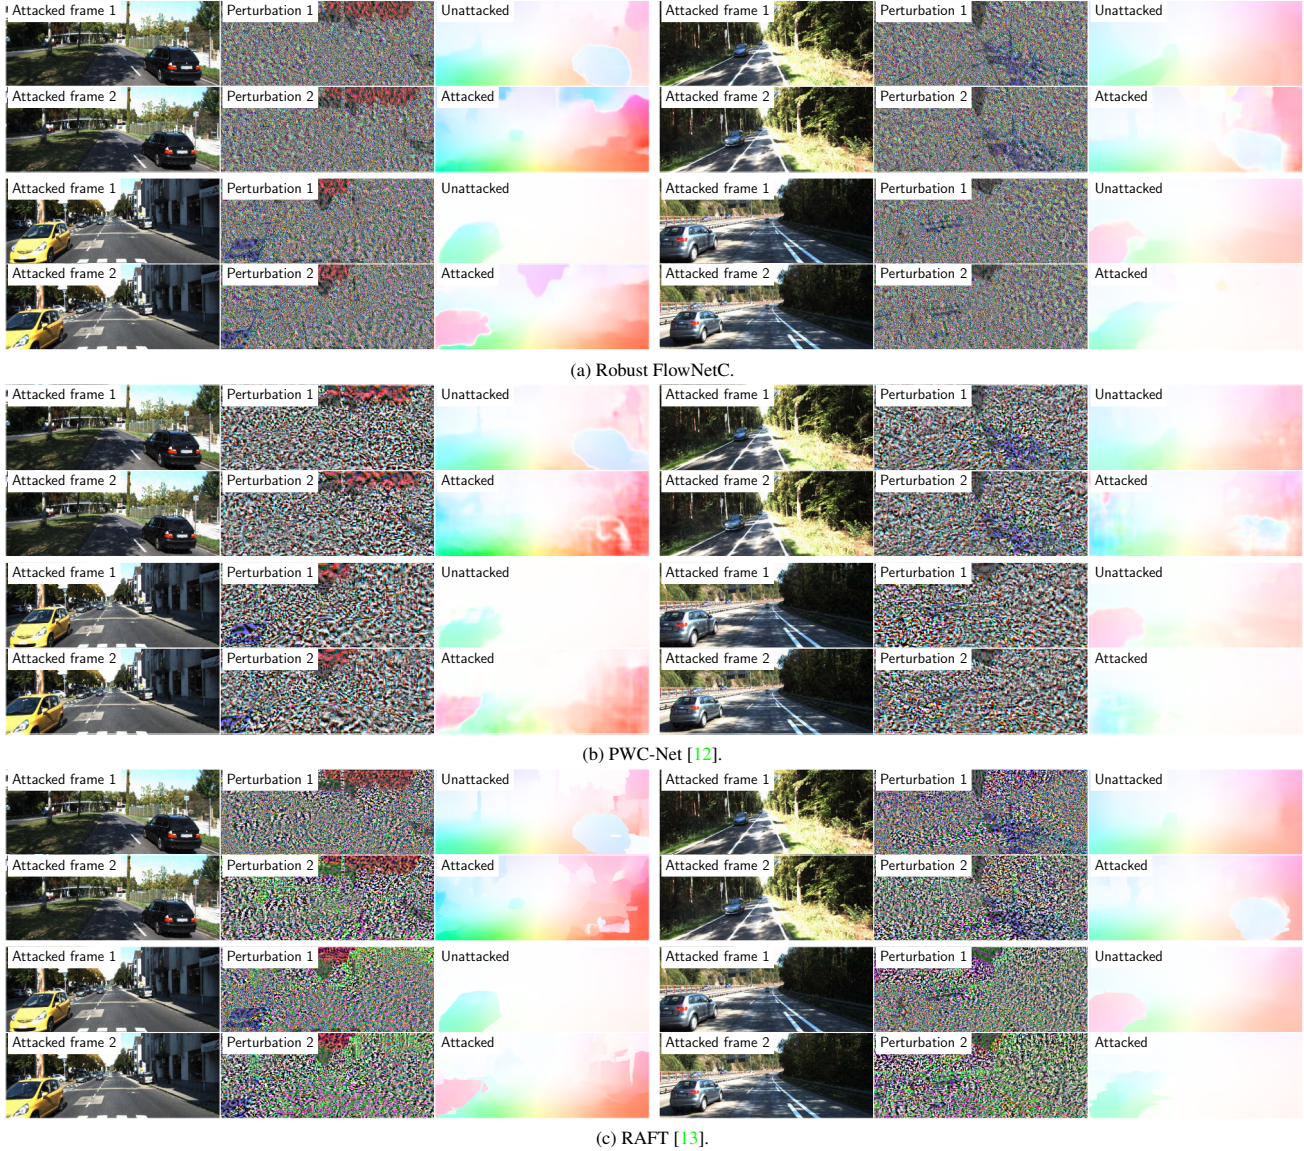 Attacked frame 1 Perturbation 1 Unattacked Attacked frame 1 Perturbation 1 Unattacked
Attacked frame 2 Perturbation 2 Attacked Attacked frame 2 Perturbation 2 Attacked
Attacked frame 1 Perturbation 1 Unattacked Attacked frame 1 Perturbation 1 Unattacked
Attacked frame 2 Perturbation 2 Attacked Attacked frame 2 Perturbation 2 Attacked
(a) Robust FlowNetC.
Attacked frame 1 Perturbation 1 Unattacked Attacked frame 1 Perturbation 1 Unattacked
Attacked frame 2 Perturbation 2 Attacked Attacked frame 2 Perturbation 2 Attacked
Attacked frame 1 Perturbation 1 Unattacked Attacked frame 1 Perturbation 1 Unattacked
Attacked frame 2 Perturbation 2 Attacked Attacked frame 2 Perturbation 2 Attacked
(b) PWC-Net [12].
Attacked frame 1 Perturbation 1 Unattacked Attacked frame 1 Perturbation 1 Unattacked
Attacked frame 2 Perturbation 2 Attacked Attacked frame 2 Perturbation 2 Attacked
Attacked frame 1 Perturbation 1 Unattacked Attacked frame 1 Perturbation 1 Unattacked
Attacked frame 2 Perturbation 2 Attacked Attacked frame 2 Perturbation 2 Attacked
(c) RAFT [13].